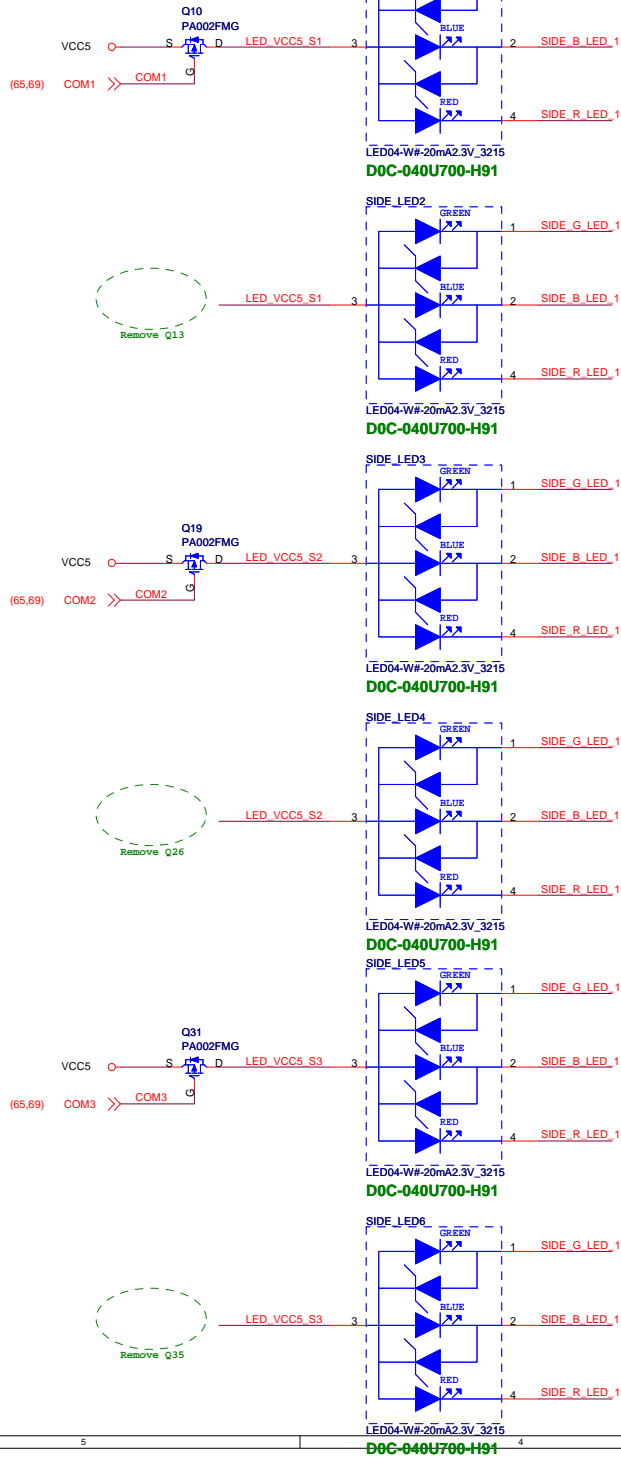 Q10
PA002FMG
BLUE
VCC5 S D LED_VCC5_S1 3 2 SIDE_B_LED_1
G
(65,69) COM1 COM1
RED
4 SIDE_R_LED_1
LED04-W#-20mA2.3V_3215
D0C-040U700-H91
SIDE_LED2
GREEN
1 SIDE_G_LED_1
BLUE
LED_VCC5_S1 3 2 SIDE_B_LED_1
Remove Q13
RED
4 SIDE_R_LED_1
LED04-W#-20mA2.3V_3215
D0C-040U700-H91
SIDE_LED3
GREEN
1 SIDE_G_LED_1
Q19
PA002FMG
BLUE
VCC5 S D LED_VCC5_S2 3 2 SIDE_B_LED_1
G
(65,69) COM2 COM2
RED
4 SIDE_R_LED_1
LED04-W#-20mA2.3V_3215
D0C-040U700-H91
SIDE_LED4
GREEN
1 SIDE_G_LED_1
BLUE
LED_VCC5_S2 3 2 SIDE_B_LED_1
Remove Q26
RED
4 SIDE_R_LED_1
LED04-W#-20mA2.3V_3215
D0C-040U700-H91
SIDE_LED5
GREEN
1 SIDE_G_LED_1
Q31
PA002FMG
BLUE
VCC5 S D LED_VCC5_S3 3 2 SIDE_B_LED_1
G
(65,69) COM3 COM3
RED
4 SIDE_R_LED_1
LED04-W#-20mA2.3V_3215
D0C-040U700-H91
SIDE_LED6
GREEN
1 SIDE_G_LED_1
BLUE
LED_VCC5_S3 3 2 SIDE_B_LED_1
Remove Q35
RED
4 SIDE_R_LED_1
LED04-W#-20mA2.3V_3215
5 4
D0C-040U700-H91